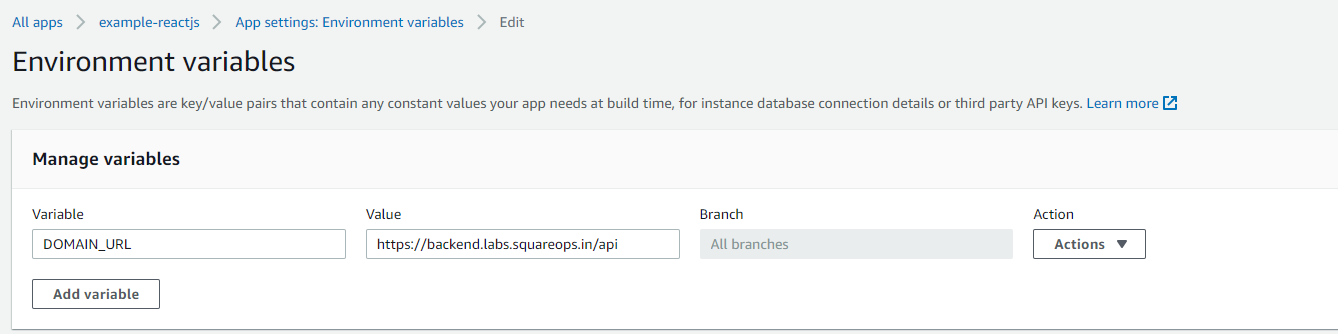 All apps > example-reactjs > App settings: Environment variables > Edit
Environment variables
Environment variables are key/value pairs that contain any constant values your app needs at build time, for instance database connection details or third party API keys. Learn more
Manage variables
Variable Value Branch Action
DOMAIN_URL https://backend.labs.squareops.in/api All branches Actions ▼
Add variable